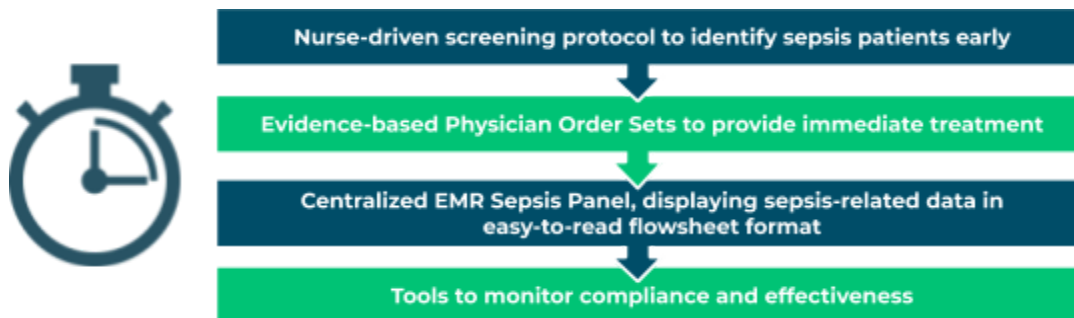 Nurse-driven screening protocol to identify sepsis patients early
Evidence-based Physician Order Sets to provide immediate treatment
Centralized EMR Sepsis Panel, displaying sepsis-related data in
easy-to-read flowsheet format
Tools to monitor compliance and effectiveness